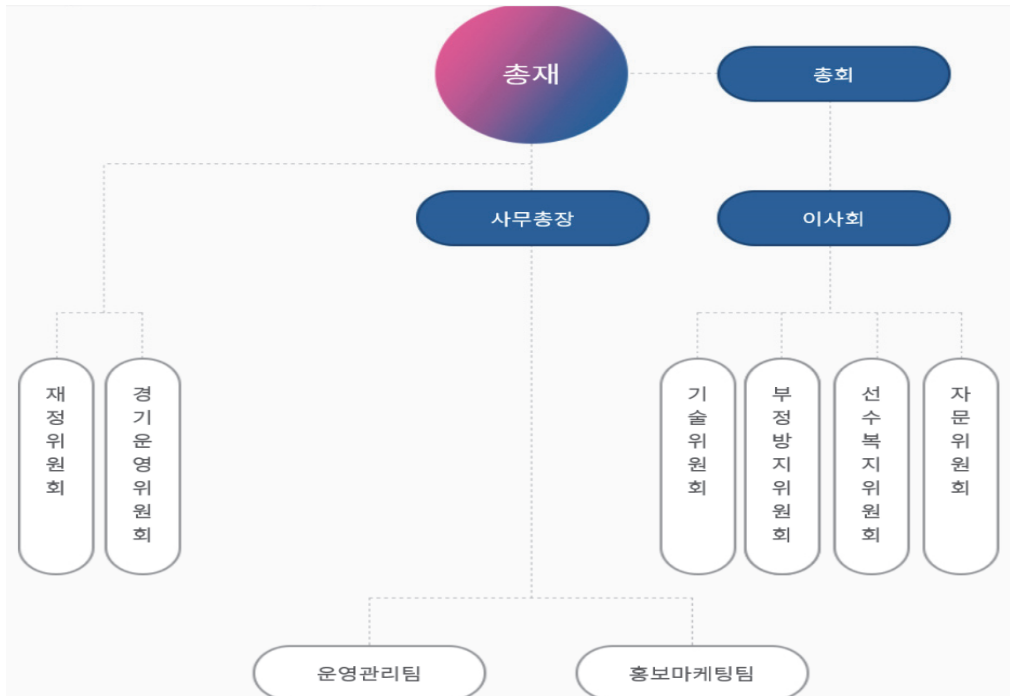 총재
총회
사무총장
이사회
재정위원회
경기운영위원회
기술위원회
부정방지위원회
선수복지위원회
자문위원회
운영관리팀
홍보마케팅팀